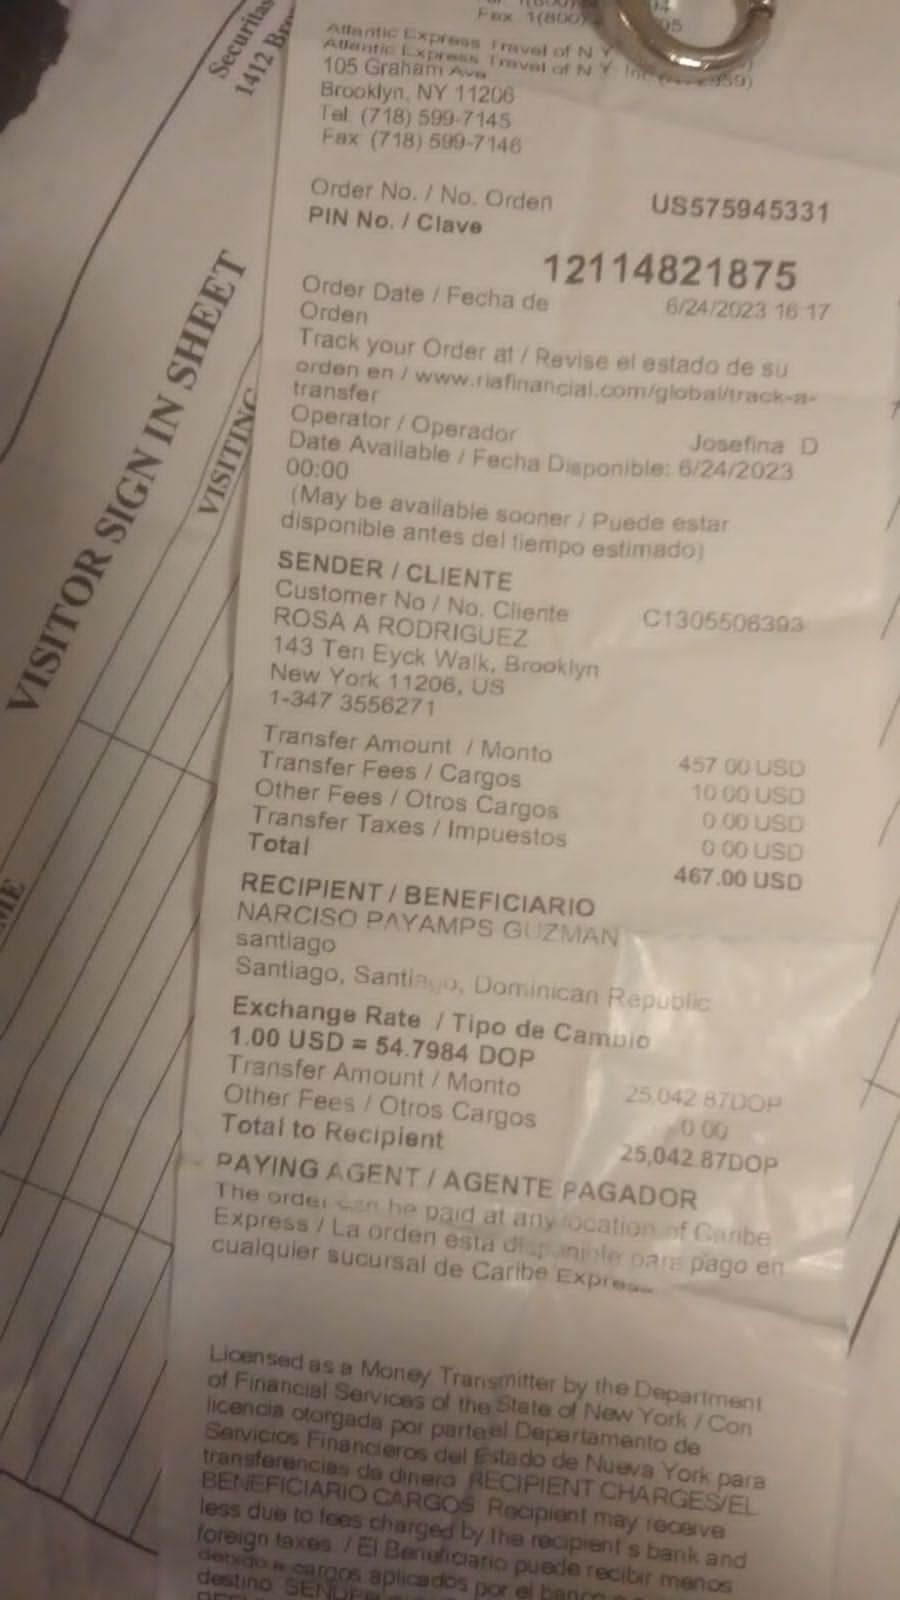 Securitas
1412
VISITOR SIGN IN SHEET
VISITING
Fax: 1(800)
Atlantic Express Travel of N.Y.
Atlantic Express Travel of N.Y. Inc
105 Graham Ave
Brooklyn, NY 11206
Tel: (718) 599-7145
Fax: (718) 599-7146
Order No. / No. Orden US575945331
PIN No. / Clave
12114821875
Order Date / Fecha de 6/24/2023 16:17
Orden
Track your Order at / Revise el estado de su
orden en / www.riafinancial.com/global/track-a-
transfer
Operator / Operador Josefina D
Date Available / Fecha Disponible: 6/24/2023
00:00
(May be available sooner / Puede estar
disponible antes del tiempo estimado)
SENDER / CLIENTE
Customer No / No. Cliente C1305506393
ROSA A RODRIGUEZ
143 Ten Eyck Walk, Brooklyn
New York 11206, US
1-347 3556271
Transfer Amount / Monto 457.00 USD
Transfer Fees / Cargos 10.00 USD
Other Fees / Otros Cargos 0.00 USD
Transfer Taxes / Impuestos 0.00 USD
Total 467.00 USD
RECIPIENT / BENEFICIARIO
NARCISO PAYAMPS GUZMAN
santiago
Santiago, Santiago, Dominican Republic
Exchange Rate / Tipo de Cambio
1.00 USD = 54.7984 DOP
Transfer Amount / Monto 25,042.87DOP
Other Fees / Otros Cargos 0.00
Total to Recipient 25,042.87DOP
PAYING AGENT / AGENTE PAGADOR
The order can be paid at any location of Caribe
Express / La orden está disponible para pago en
cualquier sucursal de Caribe Express
Licensed as a Money Transmitter by the Department
of Financial Services of the State of New York / Con
licencia otorgada por parte el Departamento de
Servicios Financieros del Estado de Nueva York para
transferencias de dinero. RECIPIENT CHARGES/EL
BENEFICIARIO CARGOS: Recipient may receive
less due to fees charged by the recipient's bank and
foreign taxes. / El Beneficiario puede recibir menos
debido a cargos aplicados por el banco
destino.